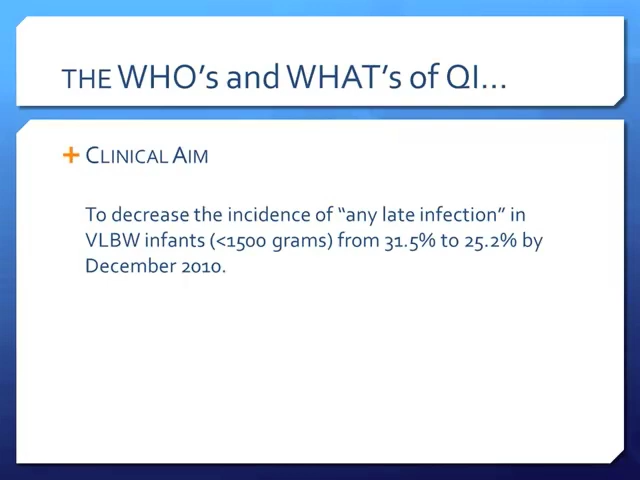 THE WHO’s and WHAT’s of QI…
CLINICAL AIM
To decrease the incidence of “any late infection” in
VLBW infants (<1500 grams) from 31.5% to 25.2% by
December 2010.